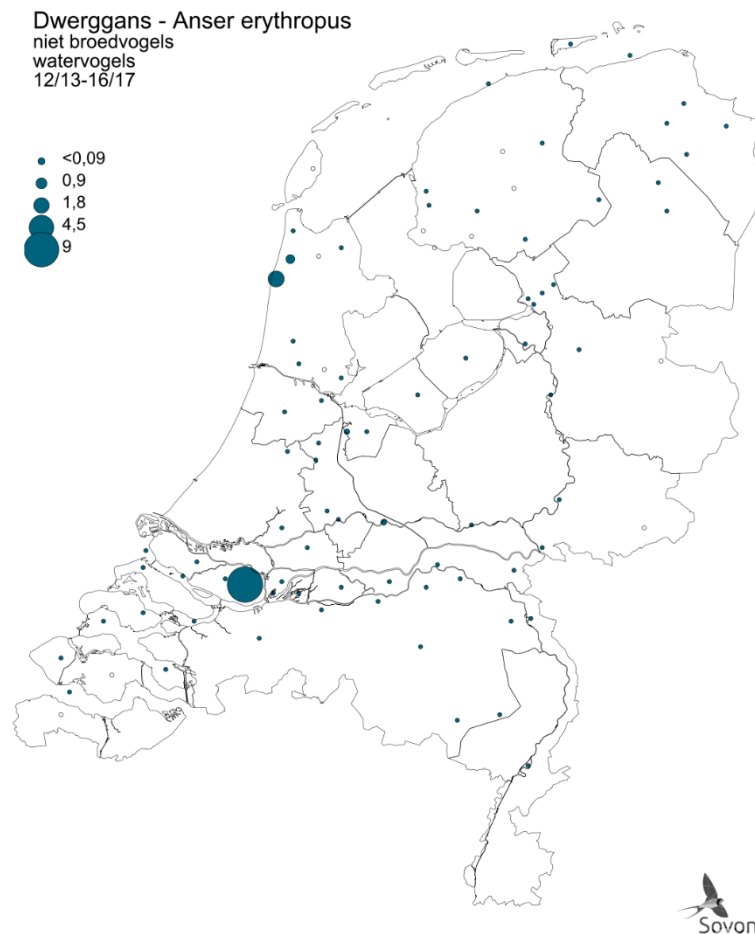 Dwerggans - Anser erythropus
niet broedvogels
watervogels
12/13-16/17
<0,09
0,9
1,8
4,5
9
Sovon